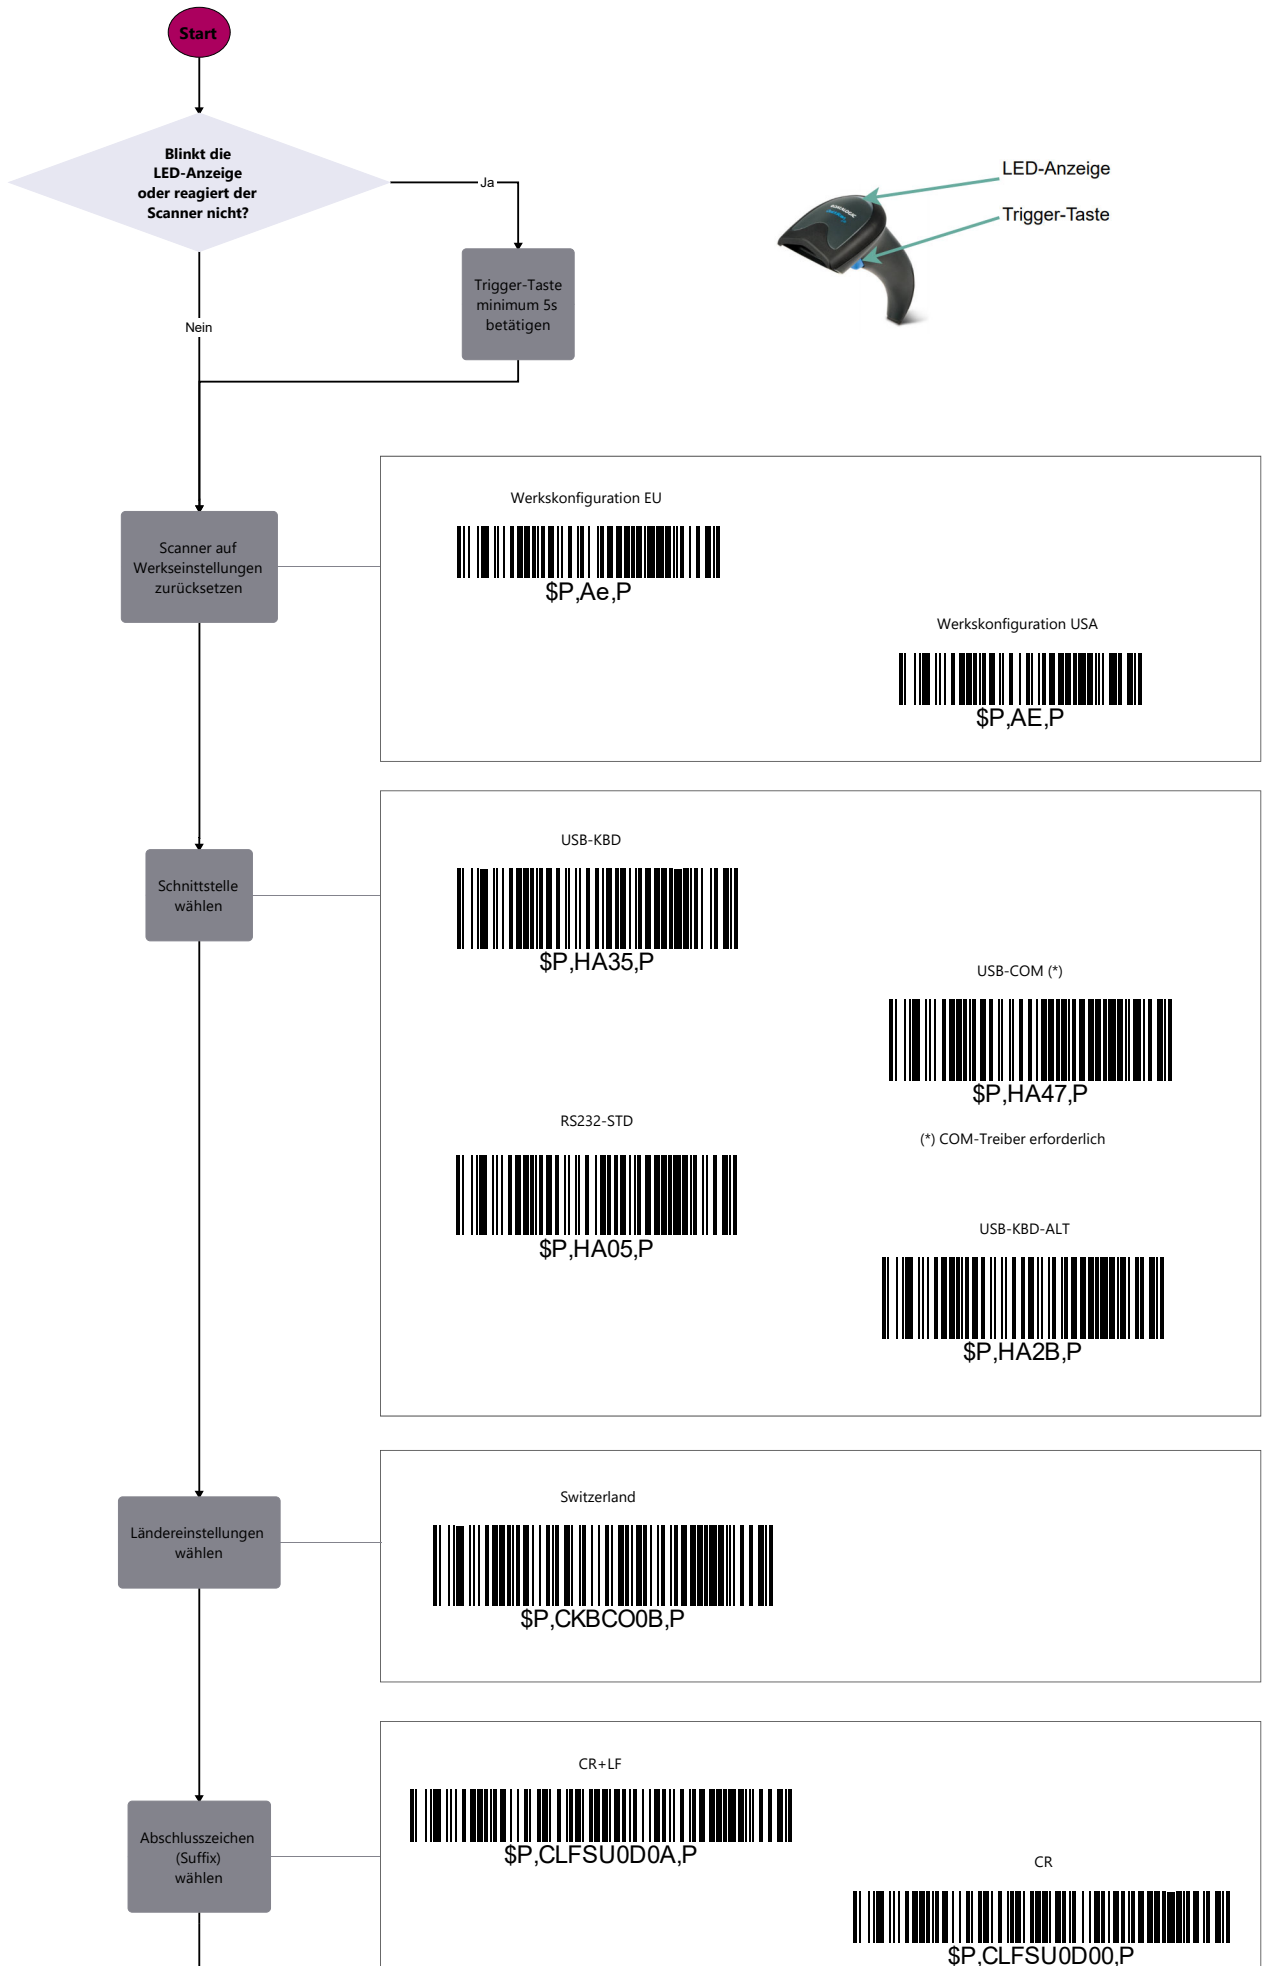 Start
Blinkt die
LED-Anzeige
oder reagiert der
Scanner nicht?
Ja
Nein
Trigger-Taste
minimum 5s
betätigen
LED-Anzeige
Trigger-Taste
Scanner auf
Werkseinstellungen
zurücksetzen
Werkskonfiguration EU
$P,Ae,P
Werkskonfiguration USA
$P,AE,P
Schnittstelle
wählen
USB-KBD
$P,HA35,P
USB-COM (*)
$P,HA47,P
(*) COM-Treiber erforderlich
RS232-STD
$P,HA05,P
USB-KBD-ALT
$P,HA2B,P
Ländereinstellungen
wählen
Switzerland
$P,CKBCO0B,P
Abschlusszeichen
(Suffix)
wählen
CR+LF
$P,CLFSU0D0A,P
CR
$P,CLFSU0D00,P